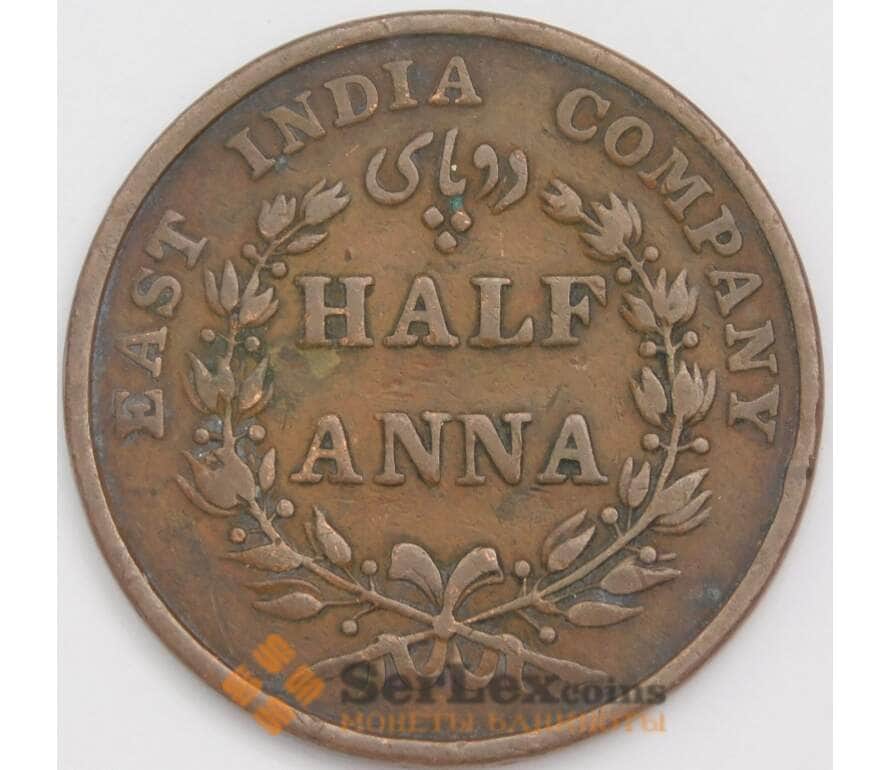 EAST INDIA COMPANY
دو پای
HALF
ANNA
SerLexcoins
МОНЕТЫ БАНКНОТЫ